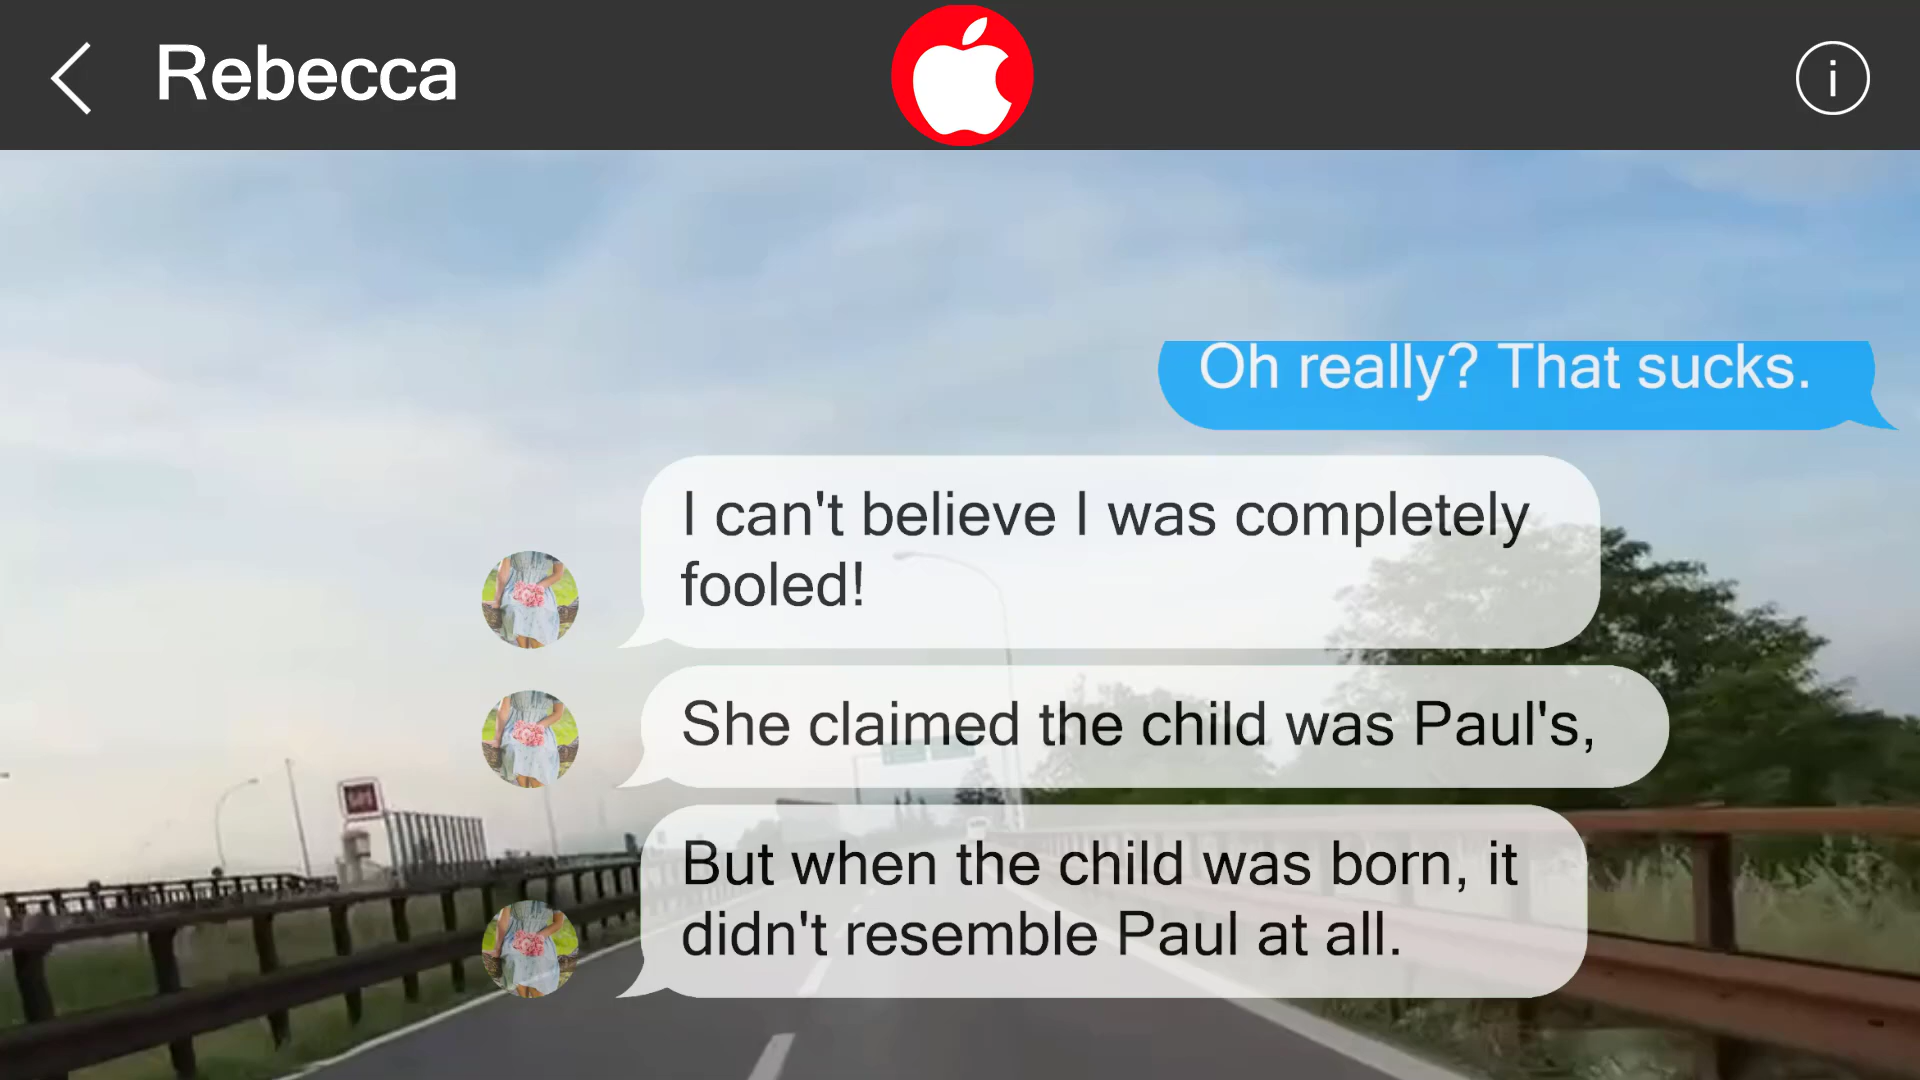 Rebecca
i
Oh really? That sucks.
I can't believe I was completely
fooled!
She claimed the child was Paul's,
But when the child was born, it
didn't resemble Paul at all.